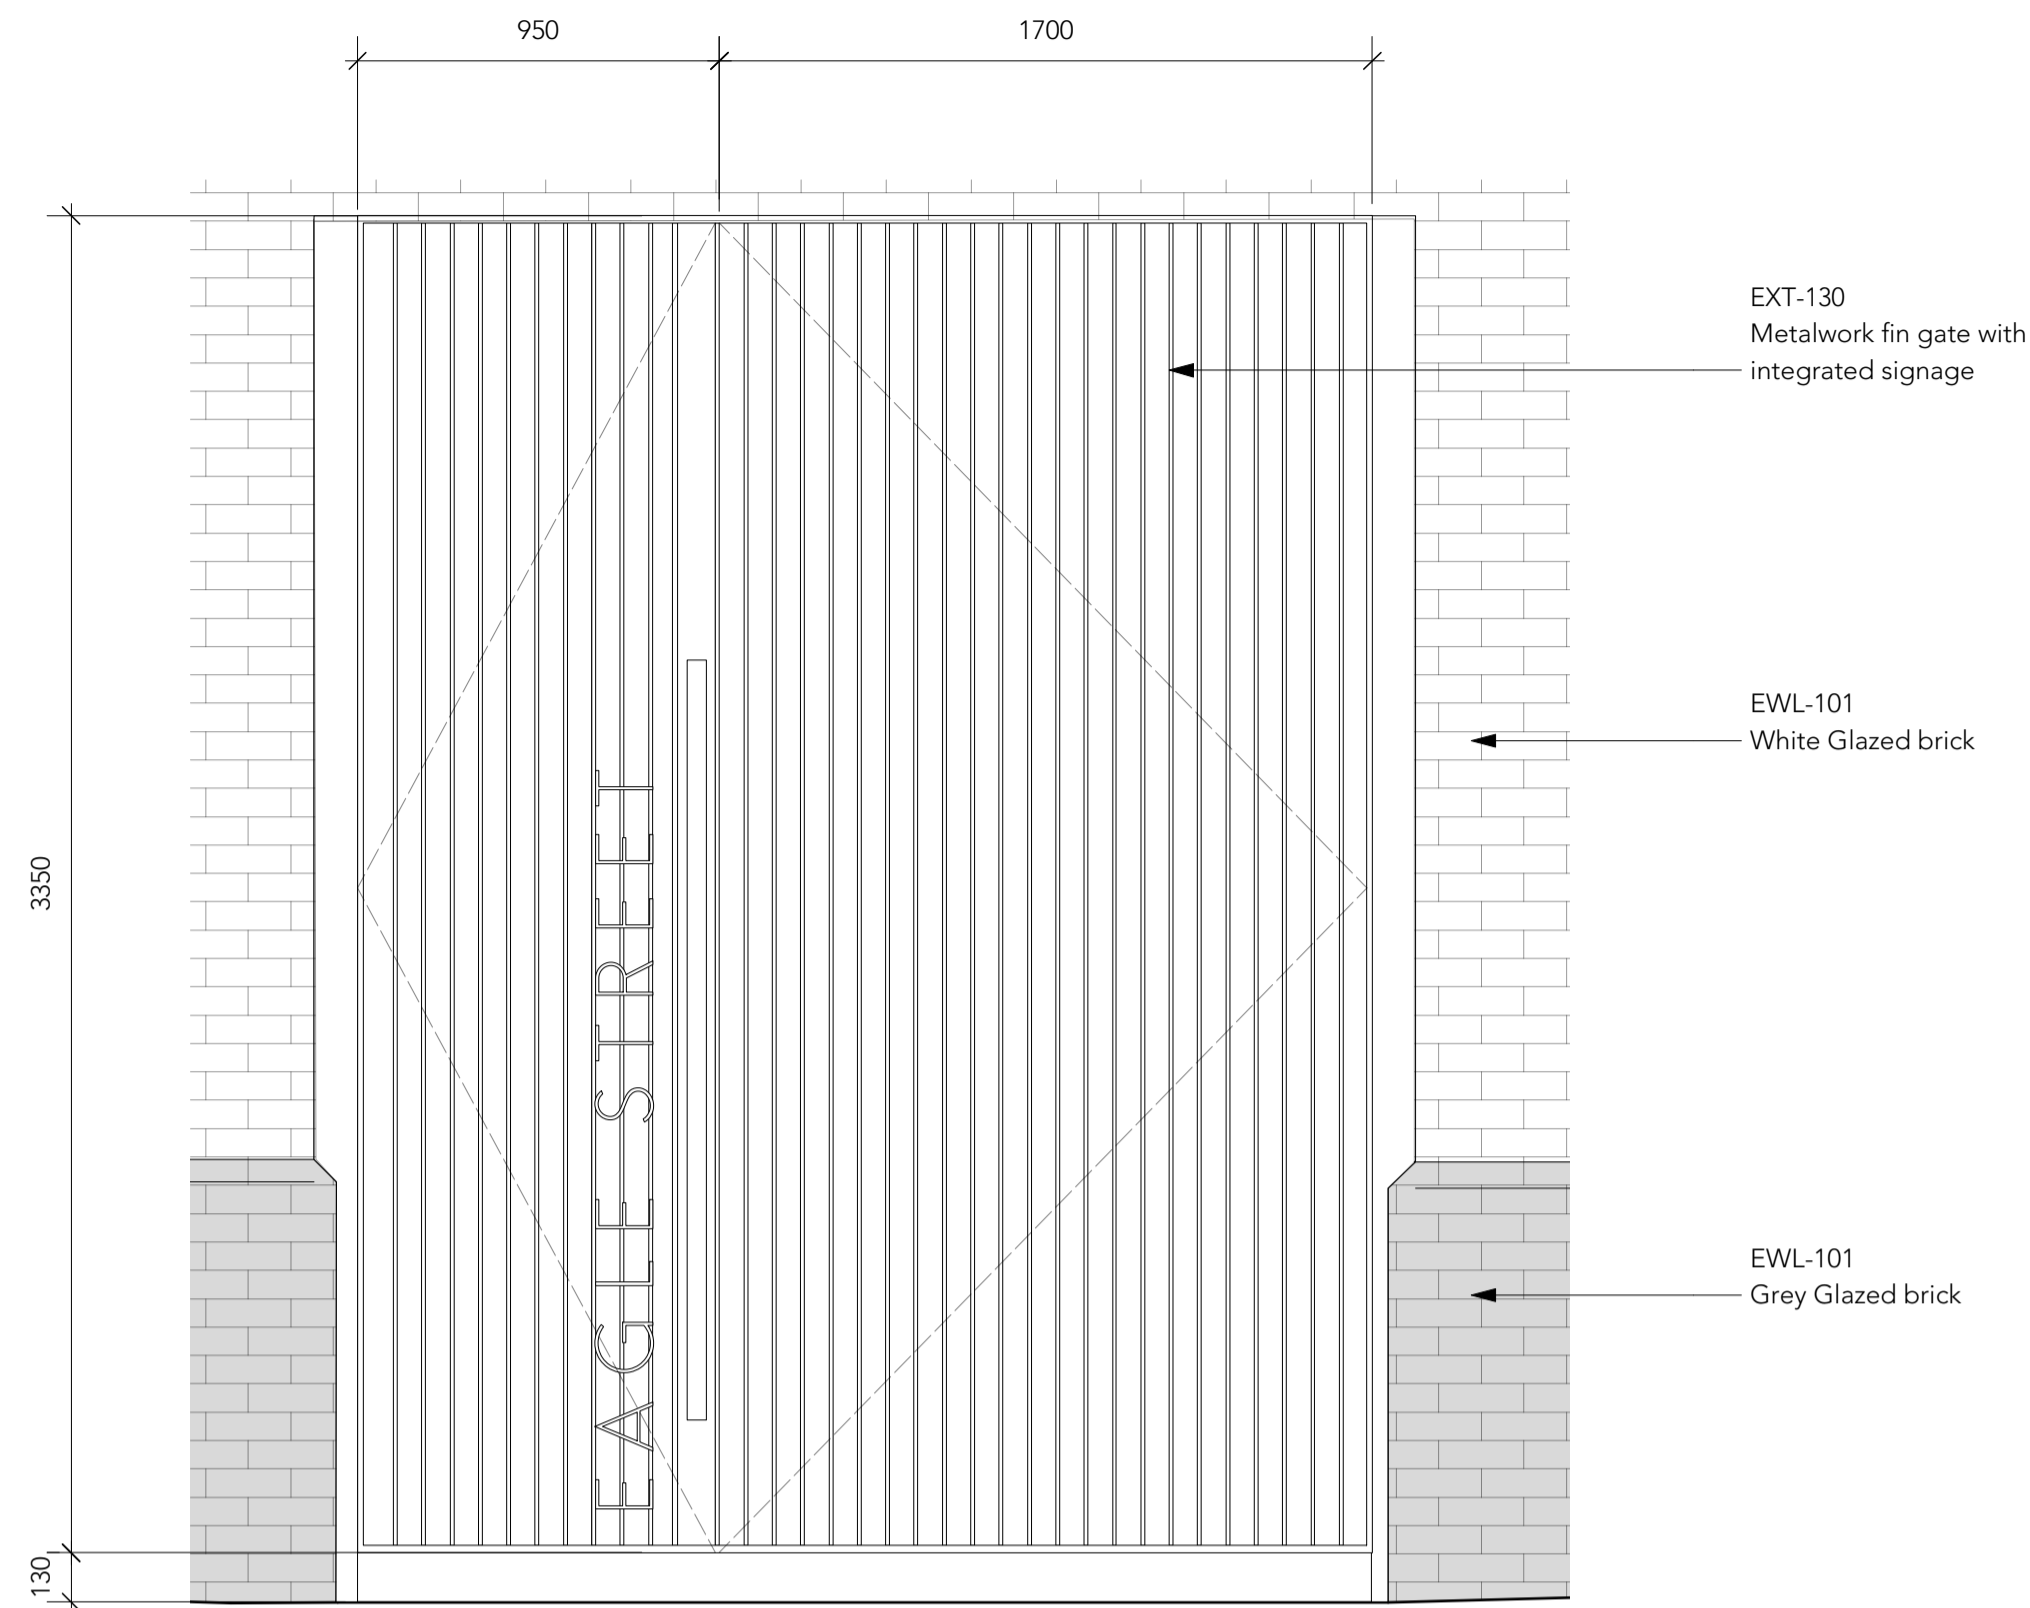 950
1700
EXT-130
Metalwork fin gate with
integrated signage
EWL-101
White Glazed brick
3350
EAGLE STREET
EWL-101
Grey Glazed brick
130